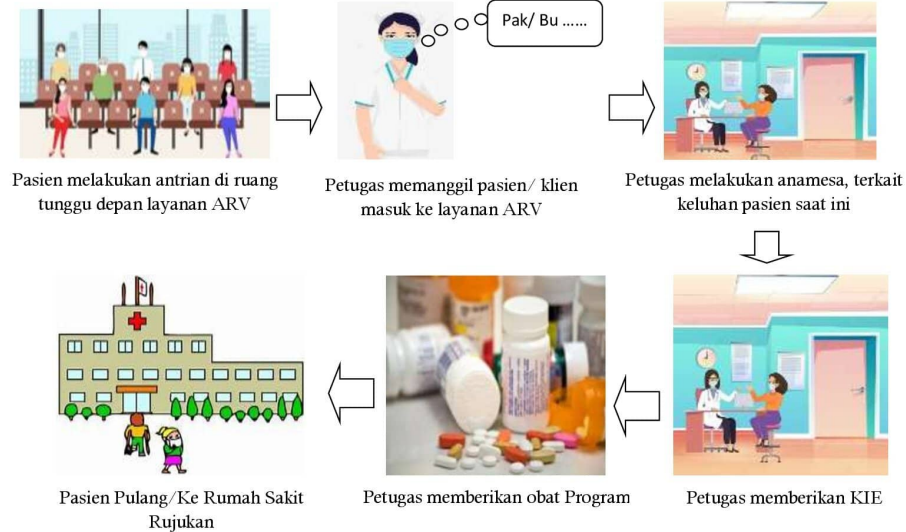 Pak/ Bu ......
Pasien melakukan antrian di ruang
tunggu depan layanan ARV
Petugas memanggil pasien/ klien
masuk ke layanan ARV
Petugas melakukan anamesa, terkait
keluhan pasien saat ini
Petugas memberikan KIE
Petugas memberikan obat Program
Pasien Pulang/Ke Rumah Sakit
Rujukan